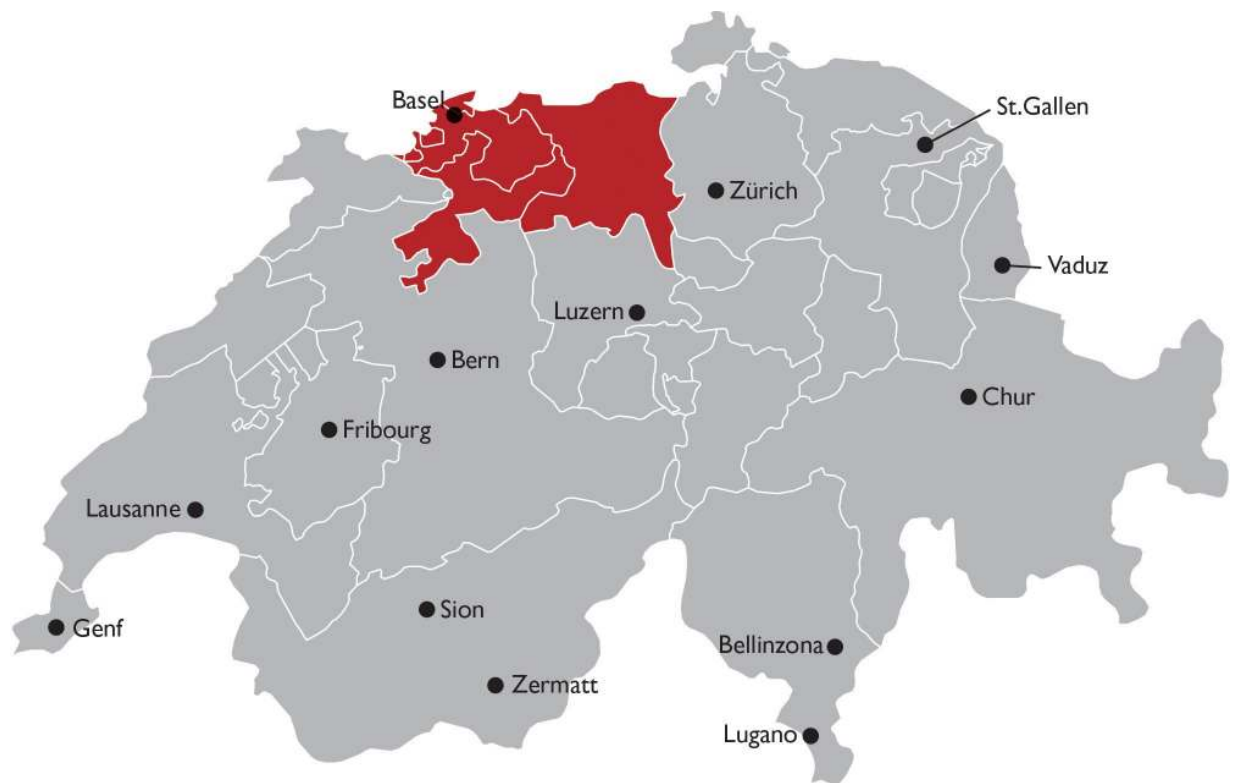 Basel
St.Gallen
Zürich
Vaduz
Luzern
Bern
Chur
Fribourg
Lausanne
Sion
Genf
Bellinzona
Zermatt
Lugano